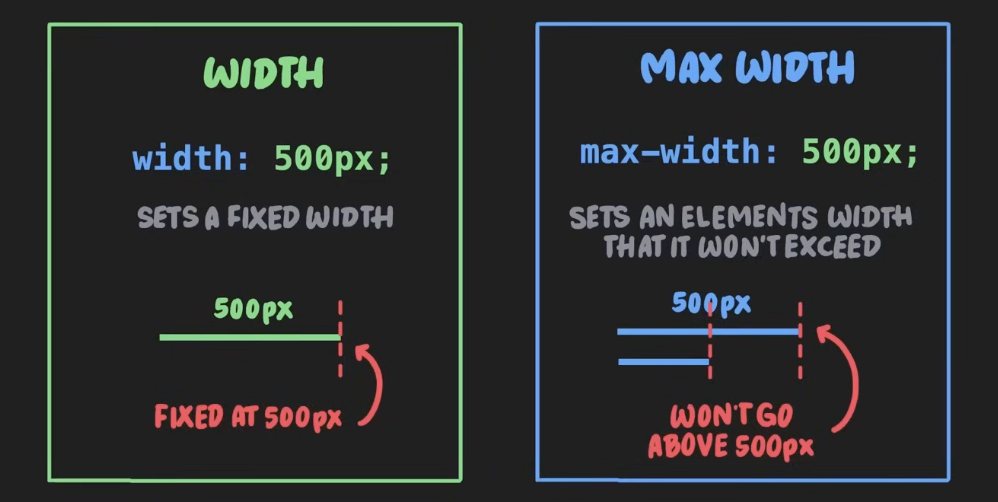 WIDTH
width: 500px;
SETS A FIXED WIDTH
500px
FIXED AT 500px
MAX WIDTH
max-width: 500px;
SETS AN ELEMENTS WIDTH
THAT IT WON'T EXCEED
500px
WON'T GO
ABOVE 500px